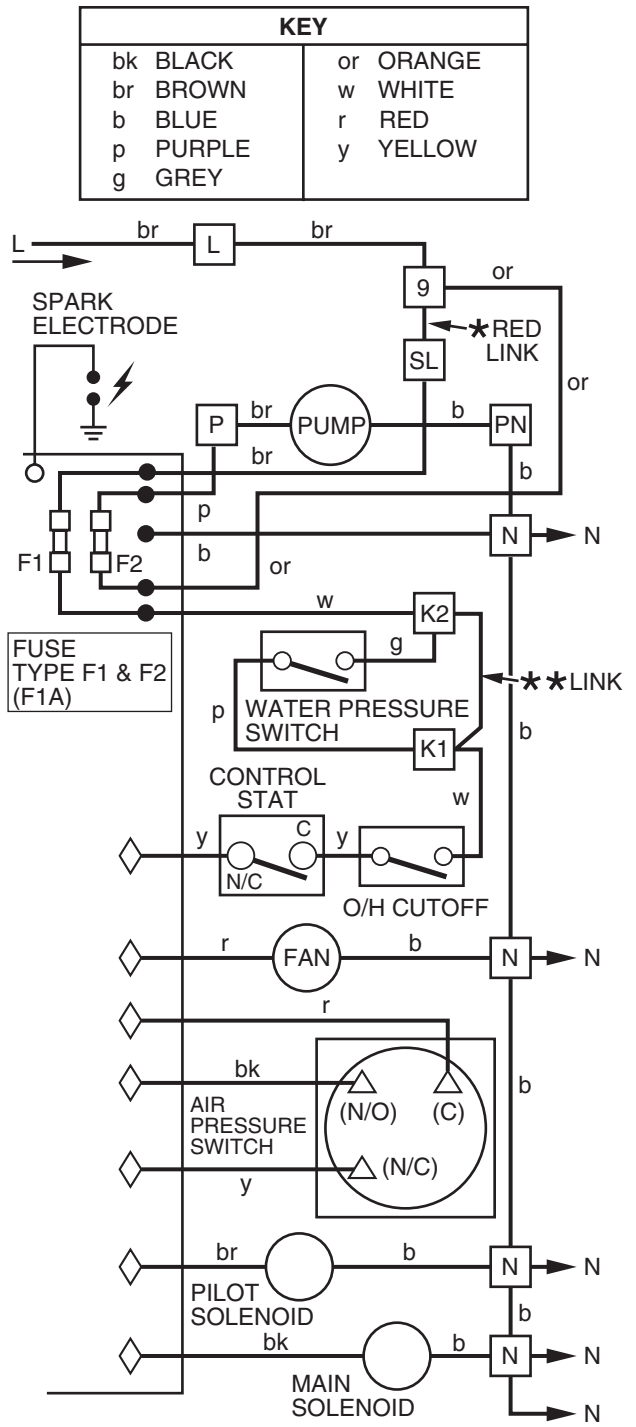 KEY
bk BLACK
br BROWN
b BLUE
p PURPLE
g GREY
or ORANGE
w WHITE
r RED
y YELLOW
L
br
L
br
9
or
SPARK
ELECTRODE
★RED
LINK
SL
or
P
br
PUMP
b
PN
br
b
p
N
N
b
F1
F2
or
w
K2
FUSE
TYPE F1 & F2
(F1A)
g
★★LINK
p
WATER PRESSURE
SWITCH
b
K1
CONTROL
STAT
w
y
C
y
N/C
O/H CUTOFF
r
FAN
b
N
N
r
bk
b
(N/O)
(C)
AIR
PRESSURE
SWITCH
(N/C)
y
br
b
N
N
PILOT
SOLENOID
b
bk
b
N
N
MAIN
SOLENOID
N